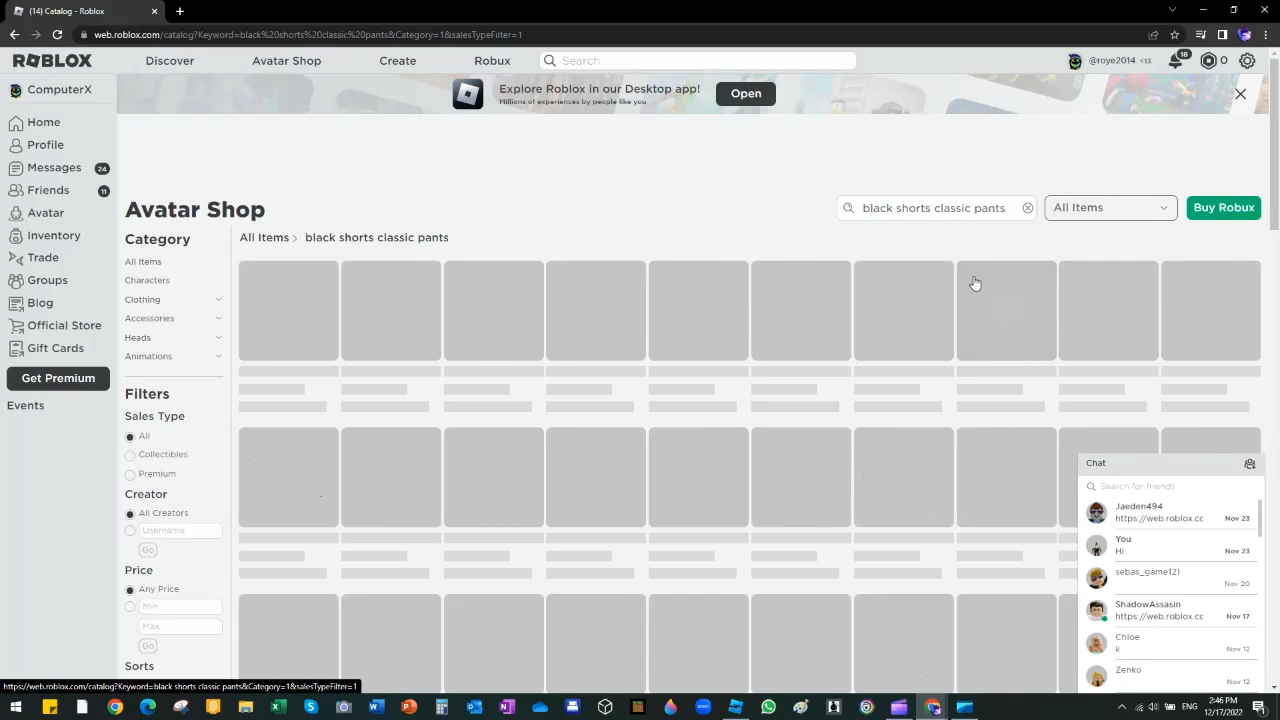 (14) Catalog - Roblox
web.roblox.com/catalog?Keyword=black%20shorts%20classic%20pants&Category=1&salesTypeFilter=1
ROBLOX
Discover
Avatar Shop
Create
Robux
Search
@roye2014 <13
18
0
ComputerX
Explore Roblox in our Desktop app!
Millions of experiences by people like you
Open
Home
Profile
Messages 24
Friends 11
Avatar
Inventory
Trade
Groups
Blog
Official Store
Gift Cards
Get Premium
Events
Avatar Shop
black shorts classic pants
All Items
Buy Robux
Category
All Items
Characters
Clothing
Accessories
Heads
Animations
Filters
Sales Type
All
Collectibles
Premium
Creator
All Creators
Username
Go
Price
Any Price
Min
Max
Go
Sorts
All Items > black shorts classic pants
Chat
Search for friends
Jaeden494
https://web.roblox.cc Nov 23
You
Hi Nov 23
sebas_game121
Nov 20
ShadowAssasin
https://web.roblox.cc Nov 17
Chloe
k Nov 12
Zenko
Nov 12
https://web.roblox.com/catalog?Keyword=black shorts classic pants&Category=1&salesTypeFilter=1
ENG
2:46 PM
12/17/2022